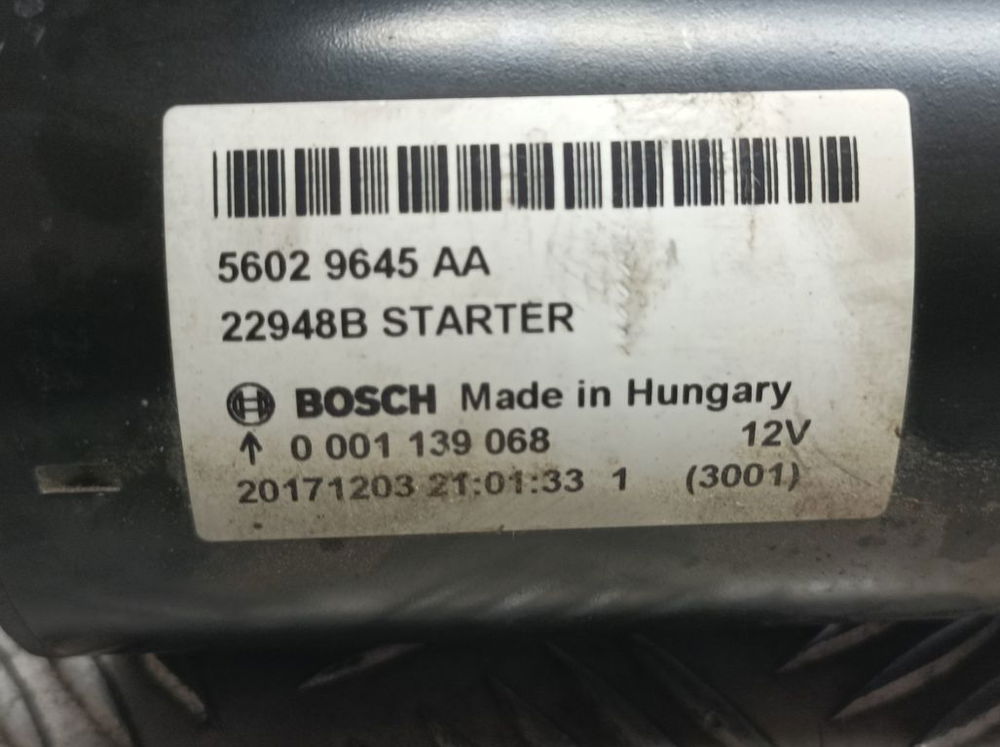 5602 9645 AA
22948B STARTER
BOSCH Made in Hungary
↑ 0 001 139 068 12V
20171203 21:01:33 1 (3001)